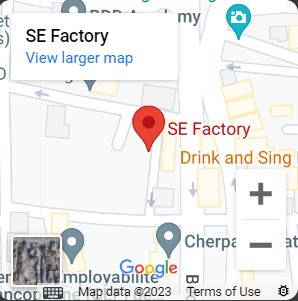 BDD Academy
SE Factory
View larger map
SE Factory
Drink and Sing
Cherpa
Employabilite
Google
Map data ©2023 Terms of Use